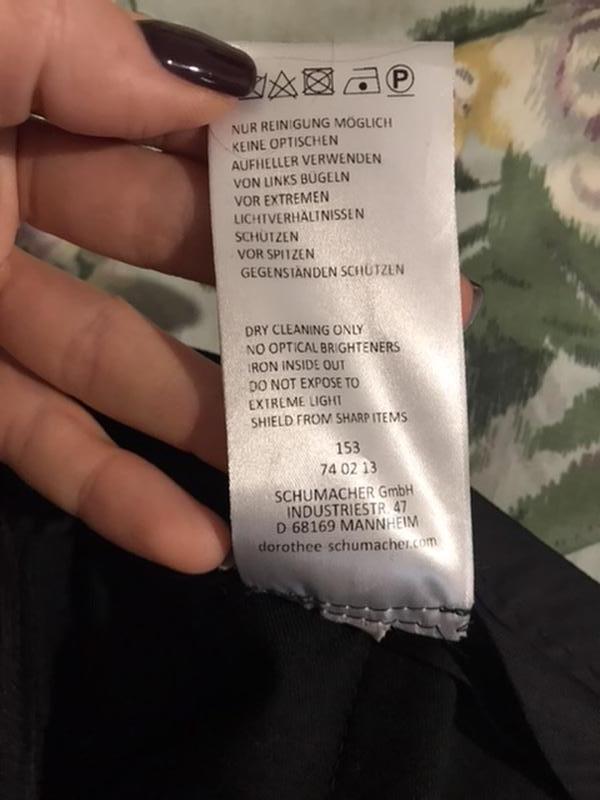 P
NUR REINIGUNG MÖGLICH
KEINE OPTISCHEN
AUFHELLER VERWENDEN
VON LINKS BÜGELN
VOR EXTREMEN
LICHTVERHÄLTNISSEN
SCHÜTZEN
VOR SPITZEN
GEGENSTÄNDEN SCHÜTZEN
DRY CLEANING ONLY
NO OPTICAL BRIGHTENERS
IRON INSIDE OUT
DO NOT EXPOSE TO
EXTREME LIGHT
SHIELD FROM SHARP ITEMS
153
74 02 13
SCHUMACHER GmbH
INDUSTRIESTR. 47
D 68169 MANNHEIM
dorothee-schumacher.com